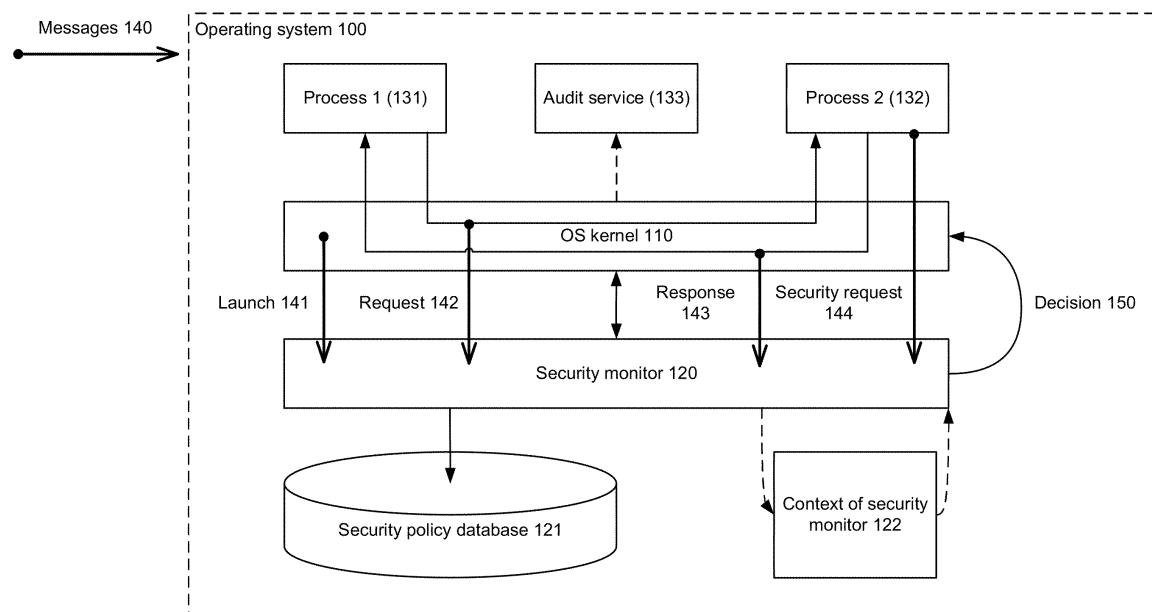 Messages 140
Operating system 100
Process 1 (131)
Audit service (133)
Process 2 (132)
OS kernel 110
Launch 141
Request 142
Response
143
Security request
144
Decision 150
Security monitor 120
Security policy database 121
Context of security
monitor 122